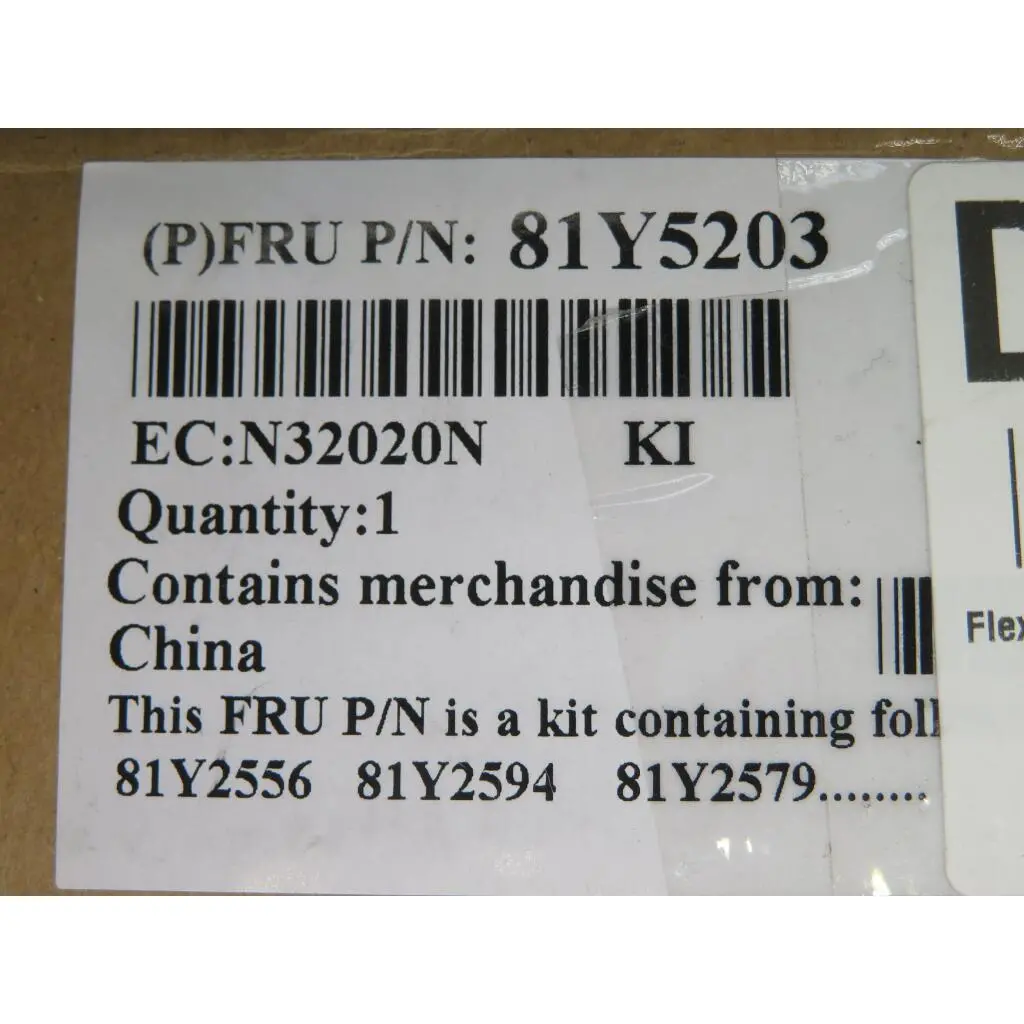 (P)FRU P/N: 81Y5203
EC:N32020N KI
Quantity:1
Contains merchandise from:
China
This FRU P/N is a kit containing foll
81Y2556 81Y2594 81Y2579........
D
Flex